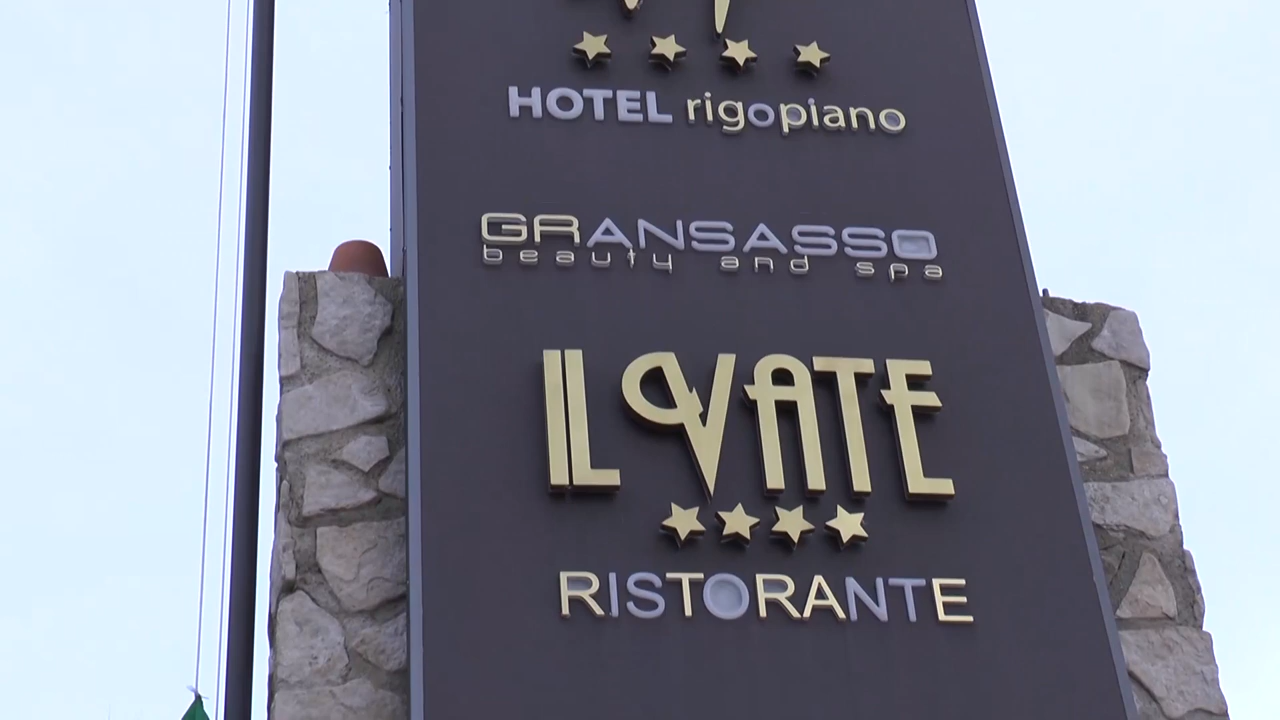 HOTEL rigopiano
GRANSASSO
beauty and spa
IL VATE
RISTORANTE